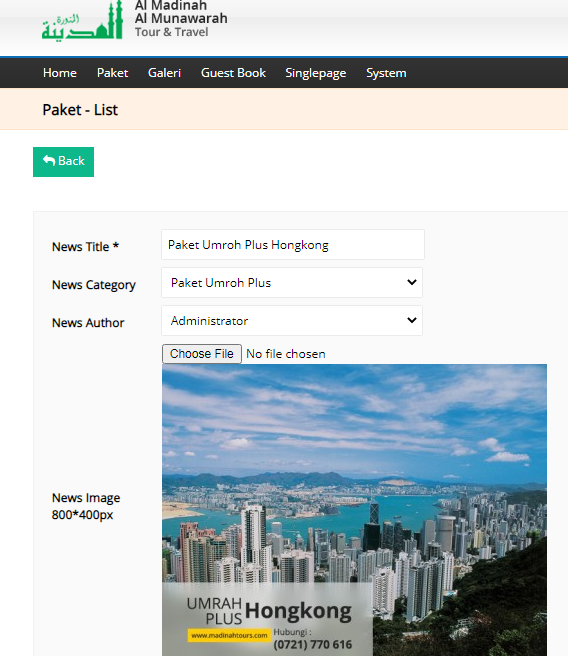 Al Madinah
Al Munawarah
Tour & Travel
Home Paket Galeri Guest Book Singlepage System
Paket - List
Back
News Title * Paket Umroh Plus Hongkong
News Category Paket Umroh Plus
News Author Administrator
Choose File No file chosen
News Image
800*400px
UMRAH
PLUS Hongkong
www.madinahtours.com
Hubungi :
(0721) 770 616